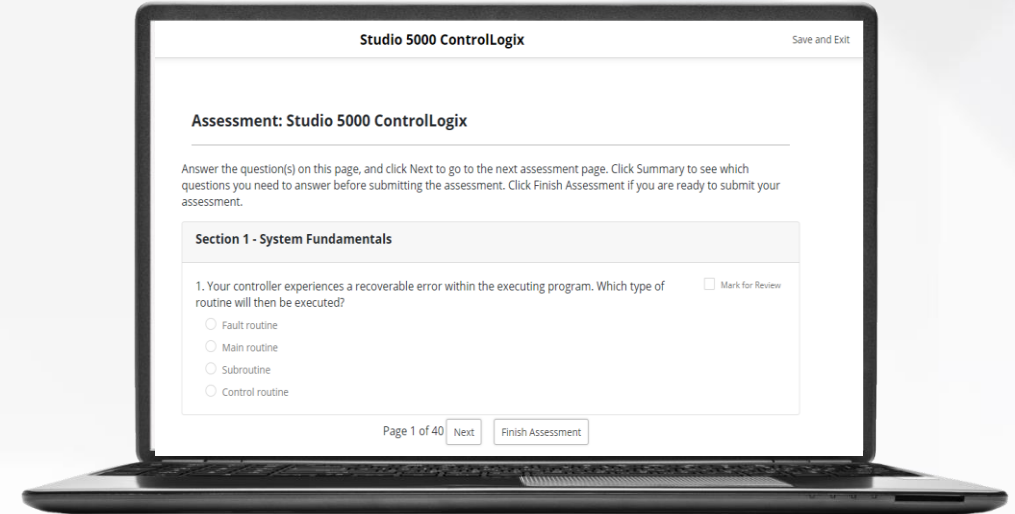 Studio 5000 ControlLogix
Save and Exit
Assessment: Studio 5000 ControlLogix
Answer the question(s) on this page, and click Next to go to the next assessment page. Click Summary to see which
questions you need to answer before submitting the assessment. Click Finish Assessment if you are ready to submit your
assessment.
Section 1 - System Fundamentals
1. Your controller experiences a recoverable error within the executing program. Which type of
routine will then be executed?
Mark for Review
Fault routine
Main routine
Subroutine
Control routine
Page 1 of 40 Next Finish Assessment